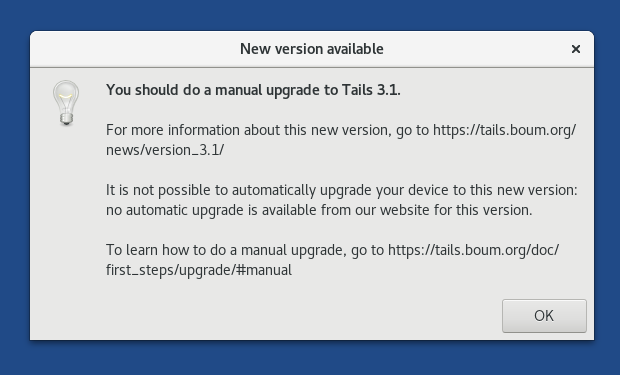 New version available
You should do a manual upgrade to Tails 3.1.
For more information about this new version, go to https://tails.boum.org/
news/version_3.1/
It is not possible to automatically upgrade your device to this new version:
no automatic upgrade is available from our website for this version.
To learn how to do a manual upgrade, go to https://tails.boum.org/doc/
first_steps/upgrade/#manual
OK